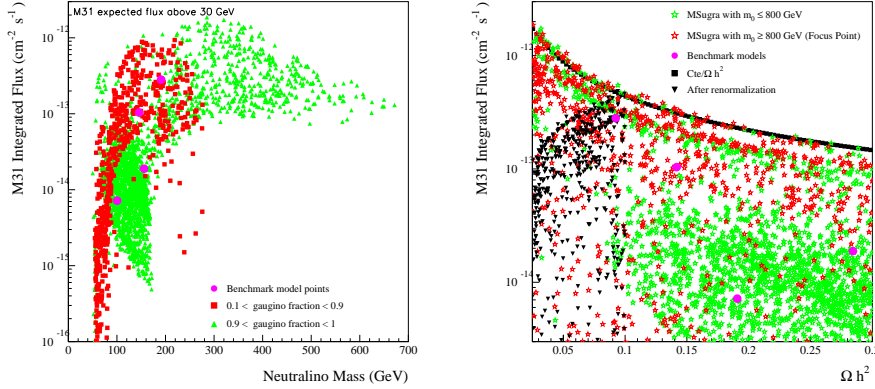 M31 expected flux above 30 GeV
M31 Integrated Flux (cm⁻² s⁻¹)
10⁻¹²
10⁻¹³
10⁻¹⁴
10⁻¹⁵
10⁻¹⁶
Benchmark model points
0.1 < gaugino fraction < 0.9
0.9 < gaugino fraction < 1
0 100 200 300 400 500 600 700
Neutralino Mass (GeV)
M31 Integrated Flux (cm⁻² s⁻¹)
10⁻¹²
10⁻¹³
10⁻¹⁴
MSugra with m₀ ≤ 800 GeV
MSugra with m₀ ≥ 800 GeV (Focus Point)
Benchmark models
Cte/Ω h²
After renormalization
0.05 0.1 0.15 0.2 0.25 0.3
Ω h²